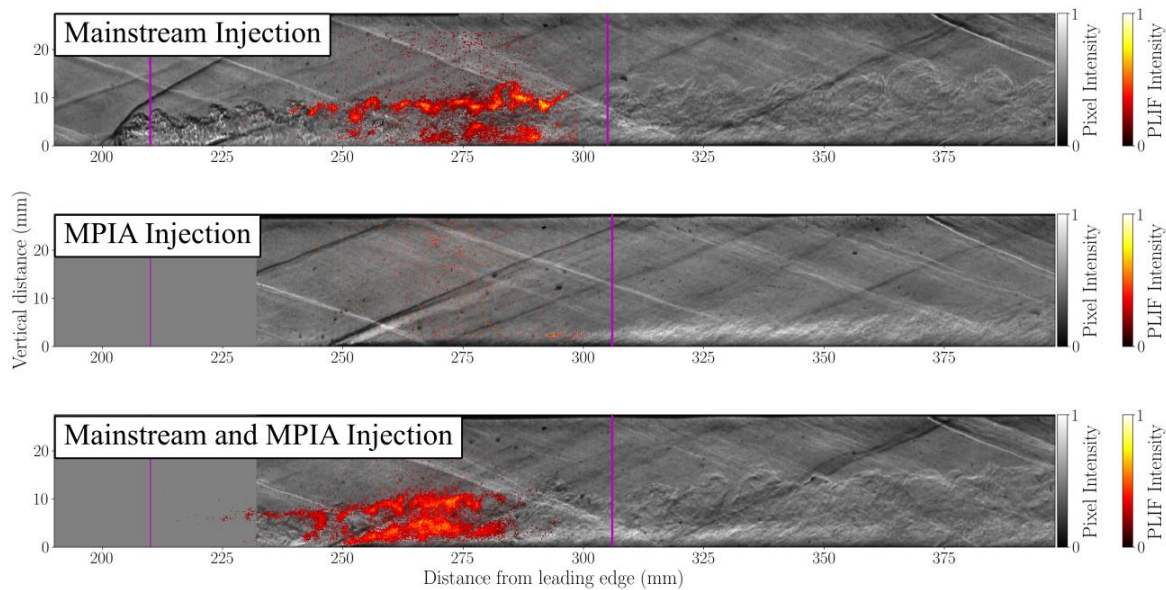 Mainstream Injection
20
10
0
200 225 250 275 300 325 350 375
1
0
Pixel Intensity
1
0
PLIF Intensity
Vertical distance (mm)
MPIA Injection
20
10
0
200 225 250 275 300 325 350 375
1
0
Pixel Intensity
1
0
PLIF Intensity
Mainstream and MPIA Injection
20
10
0
200 225 250 275 300 325 350 375
1
0
Pixel Intensity
1
0
PLIF Intensity
Distance from leading edge (mm)